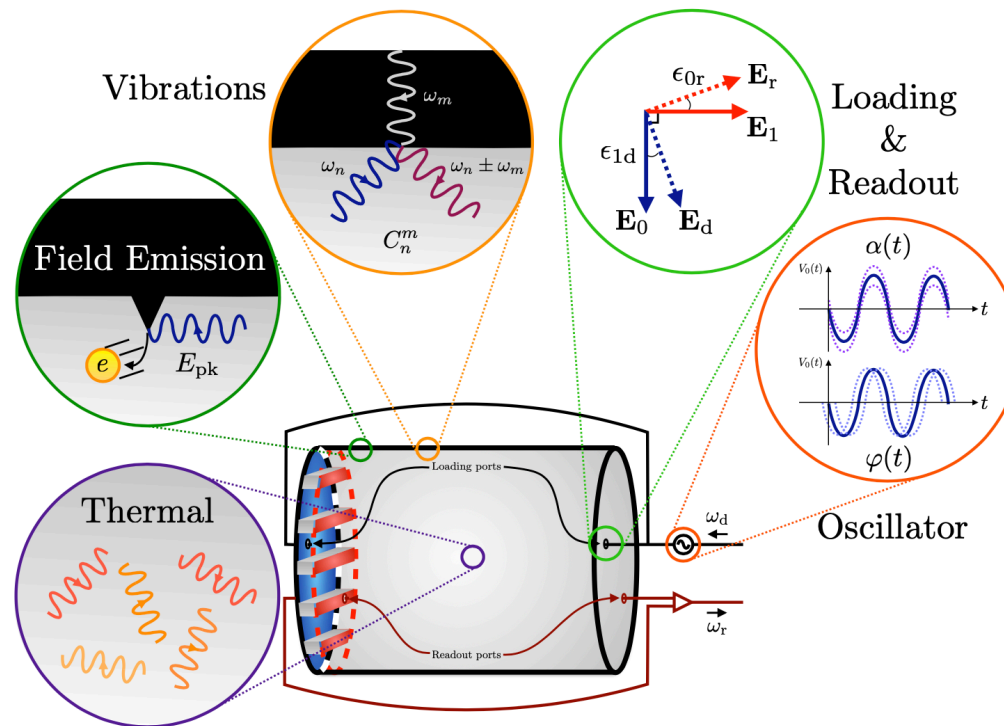 Vibrations
ω_m
ω_n
ω_n ± ω_m
C_n^m
ϵ_0r
E_r
E_1
ϵ_1d
E_0
E_d
Loading
&
Readout
Field Emission
e
E_pk
α(t)
V_0(t)
t
V_0(t)
t
φ(t)
Oscillator
Thermal
Loading ports
ω_d
Readout ports
ω_r